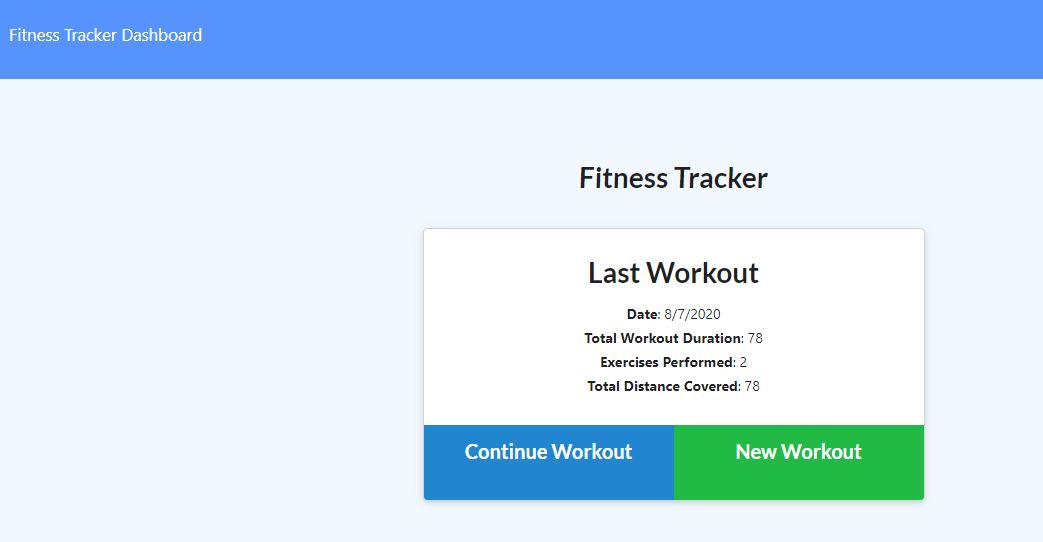 Fitness Tracker Dashboard
Fitness Tracker
Last Workout
Date: 8/7/2020
Total Workout Duration: 78
Exercises Performed: 2
Total Distance Covered: 78
Continue Workout
New Workout